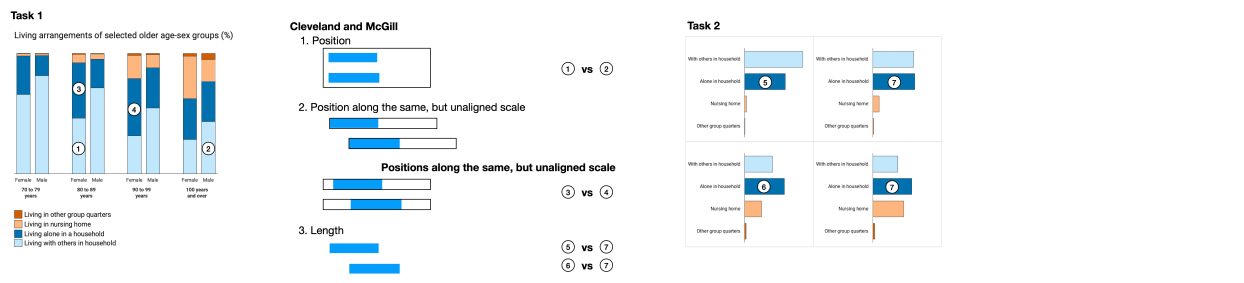 Task 1
Living arrangements of selected older age-sex groups (%)
3
4
1
2
Female Male Female Male Female Male Female Male
70 to 79 years
80 to 89 years
90 to 99 years
100 years and over
Living in other group quarters
Living in nursing home
Living alone in a household
Living with others in household
Cleveland and McGill
1. Position
1 vs 2
2. Position along the same, but unaligned scale
Positions along the same, but unaligned scale
3 vs 4
3. Length
5 vs 7
6 vs 7
Task 2
With others in household
Alone in household
5
Nursing home
Other group quarters
With others in household
Alone in household
7
Nursing home
Other group quarters
With others in household
Alone in household
6
Nursing home
Other group quarters
With others in household
Alone in household
7
Nursing home
Other group quarters